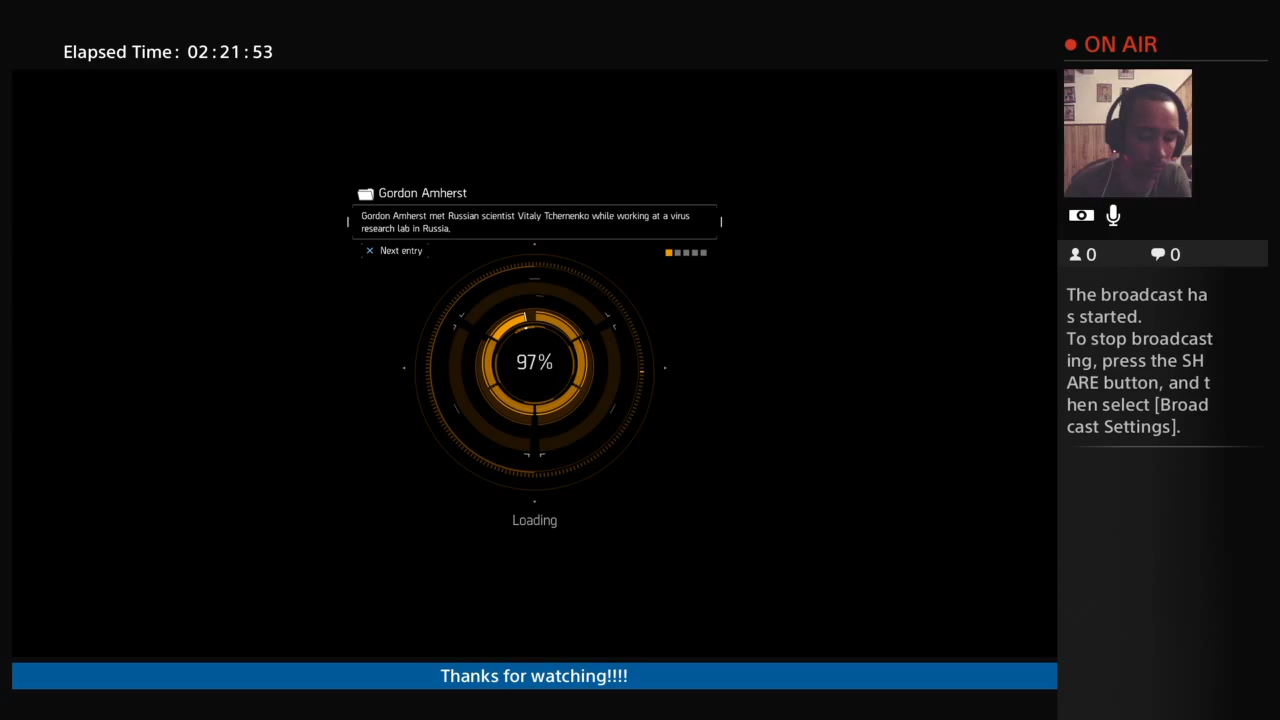 Elapsed Time: 02:21:53
ON AIR
Gordon Amherst
Gordon Amherst met Russian scientist Vitaly Tchernenko while working at a virus
research lab in Russia.
Next entry
0 0
The broadcast ha
s started.
To stop broadcast
ing, press the SH
ARE button, and t
hen select [Broad
cast Settings].
97%
Loading
Thanks for watching!!!!